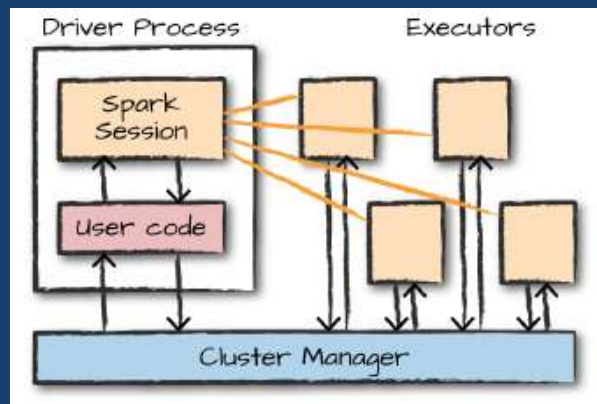 Driver Process
Executors
Spark
Session
User code
Cluster Manager